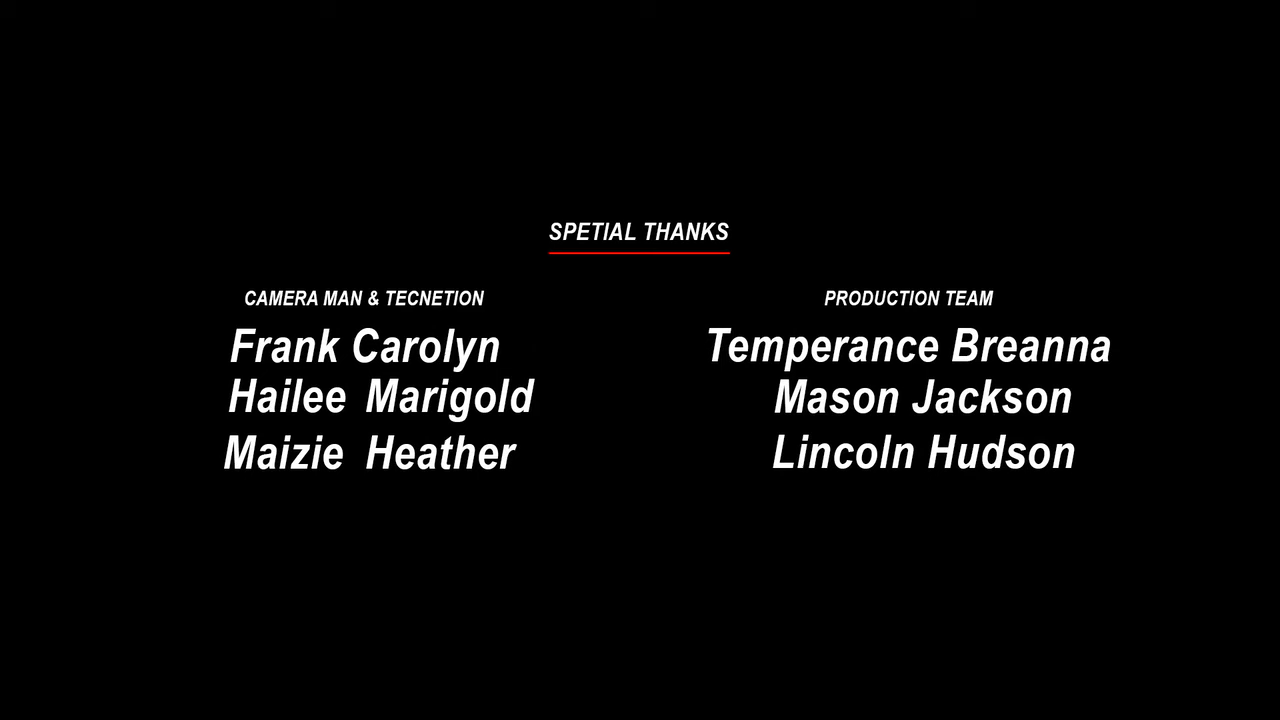 SPETIAL THANKS
CAMERA MAN & TECNETION
Frank Carolyn
Hailee Marigold
Maizie Heather
PRODUCTION TEAM
Temperance Breanna
Mason Jackson
Lincoln Hudson